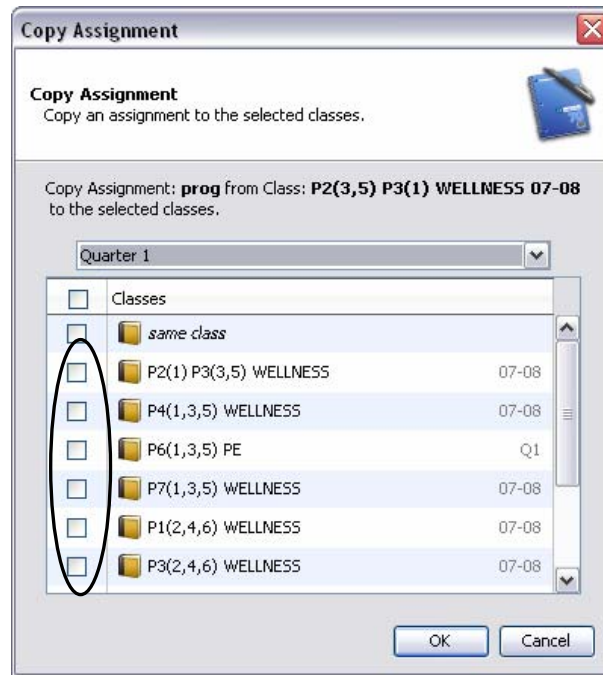 Copy Assignment
Copy Assignment
Copy an assignment to the selected classes.
Copy Assignment: prog from Class: P2(3,5) P3(1) WELLNESS 07-08
to the selected classes.
Quarter 1
Classes
same class
P2(1) P3(3,5) WELLNESS 07-08
P4(1,3,5) WELLNESS 07-08
P6(1,3,5) PE Q1
P7(1,3,5) WELLNESS 07-08
P1(2,4,6) WELLNESS 07-08
P3(2,4,6) WELLNESS 07-08
OK Cancel